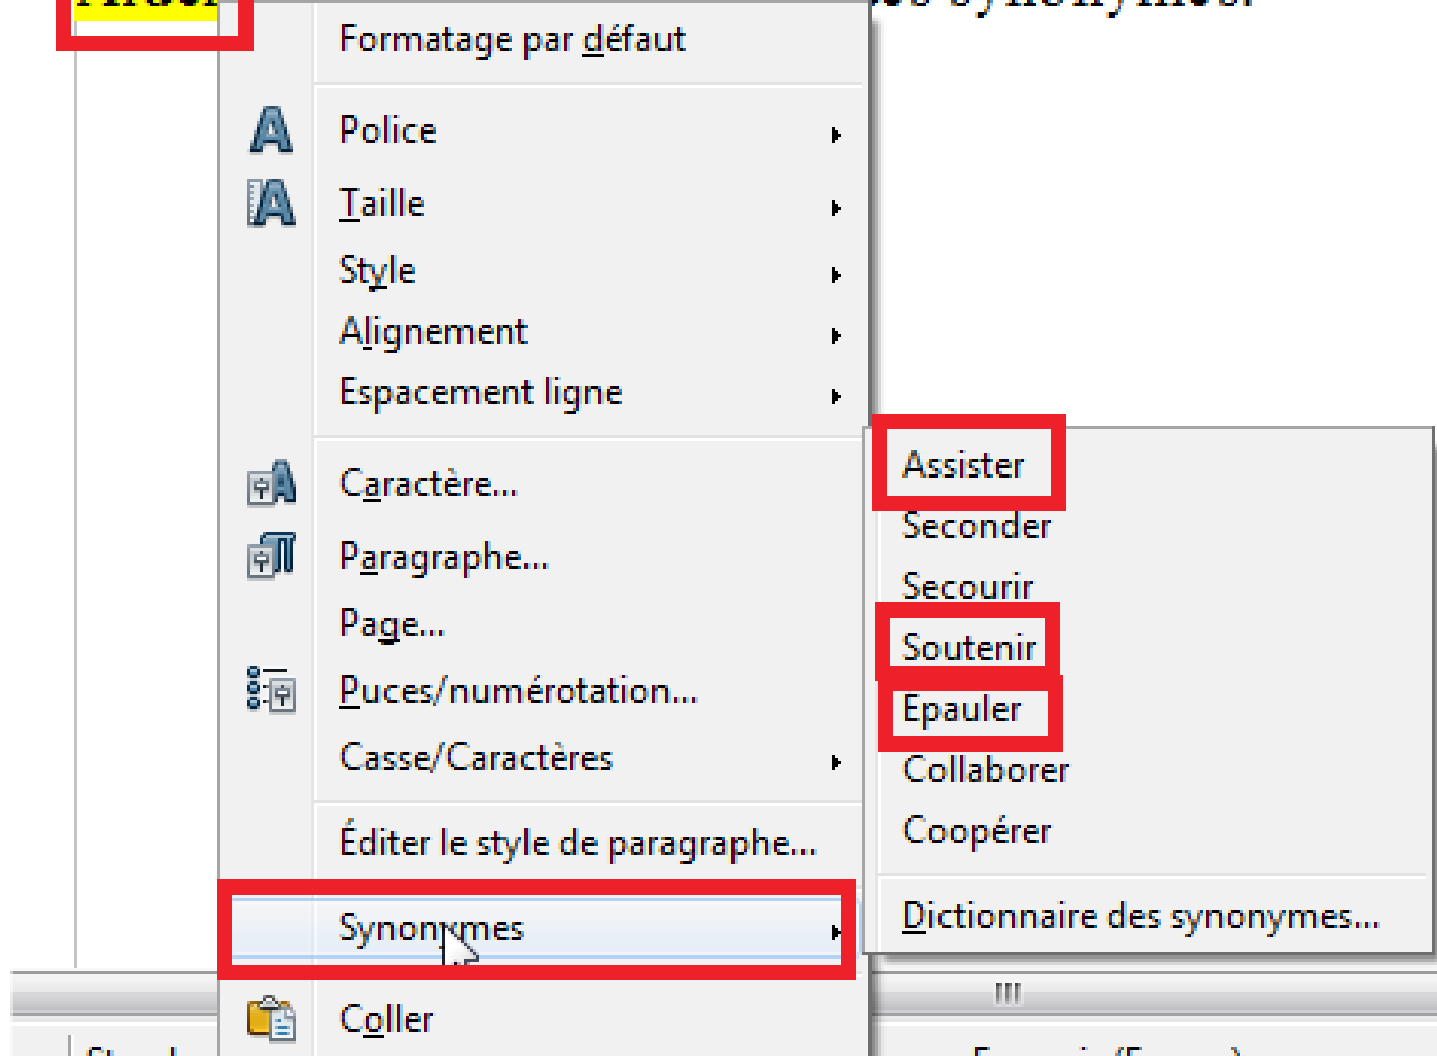 synonymes.
Formatage par défaut
Police
Taille
Style
Alignement
Espacement ligne
Caractère...
Paragraphe...
Page...
Puces/numérotation...
Casse/Caractères
Éditer le style de paragraphe...
Synonymes
Coller
Assister
Seconder
Secourir
Soutenir
Epauler
Collaborer
Coopérer
Dictionnaire des synonymes...